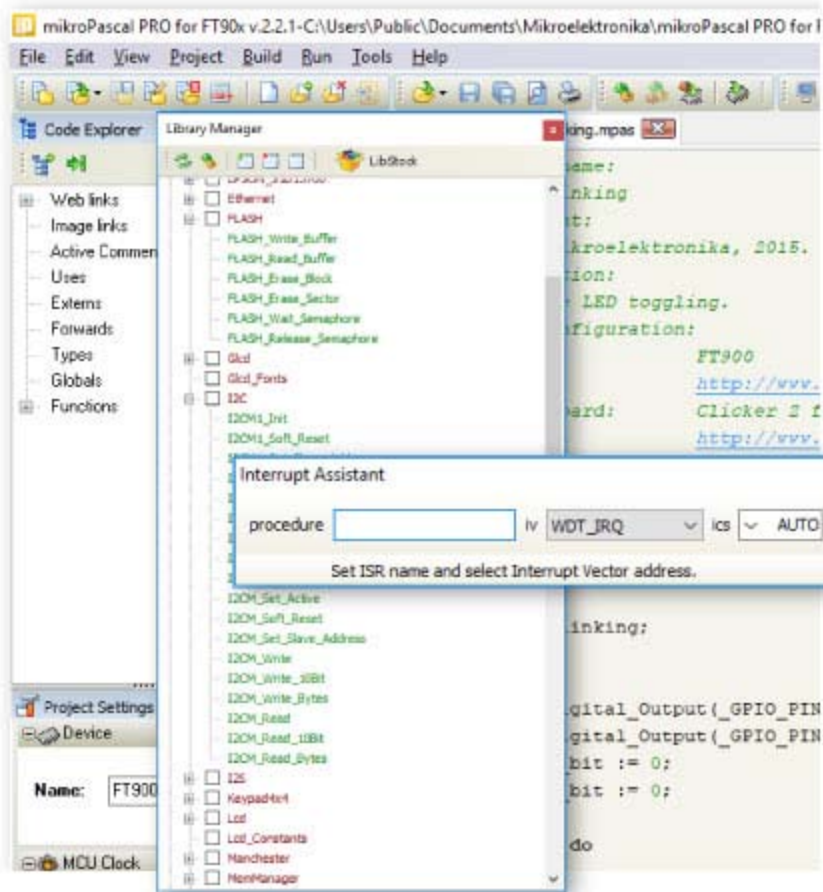 mikroPascal PRO for FT90x v.2.2.1-C:\Users\Public\Documents\Mikroelektronika\mikroPascal PRO for
File Edit View Project Build Run Tools Help
Code Explorer
Web links
Image links
Active Commen
Uses
Externs
Forwards
Types
Globals
Functions
Project Settings
Device
Name: FT900
MCU Clock
Library Manager
LibStock
Ethernet
FLASH
FLASH_Write_Buffer
FLASH_Read_Buffer
FLASH_Erase_Block
FLASH_Erase_Sector
FLASH_Wait_Semaphore
FLASH_Release_Semaphore
Glcd
Glcd_Fonts
I2C
I2CM1_Init
I2CM1_Soft_Reset
I2CM_Set_Active
I2CM_Soft_Reset
I2CM_Set_Slave_Address
I2CM_Write
I2CM_Write_10Bit
I2CM_Write_Bytes
I2CM_Read
I2CM_Read_10Bit
I2CM_Read_Bytes
I2S
Keypad4x4
Lcd
Lcd_Constants
Manchester
MemManager
Interrupt Assistant
procedure iv WDT_IRQ ics AUTO
Set ISR name and select Interrupt Vector address.
king.mpas
ame:
nking
t:
kroelektronika, 2015.
ion:
LED toggling.
figuration:
FT900
http://www.
ard: Clicker 2 f
http://www.
inking;
gital_Output(_GPIO_PIN
gital_Output(_GPIO_PIN
bit := 0;
bit := 0;
do